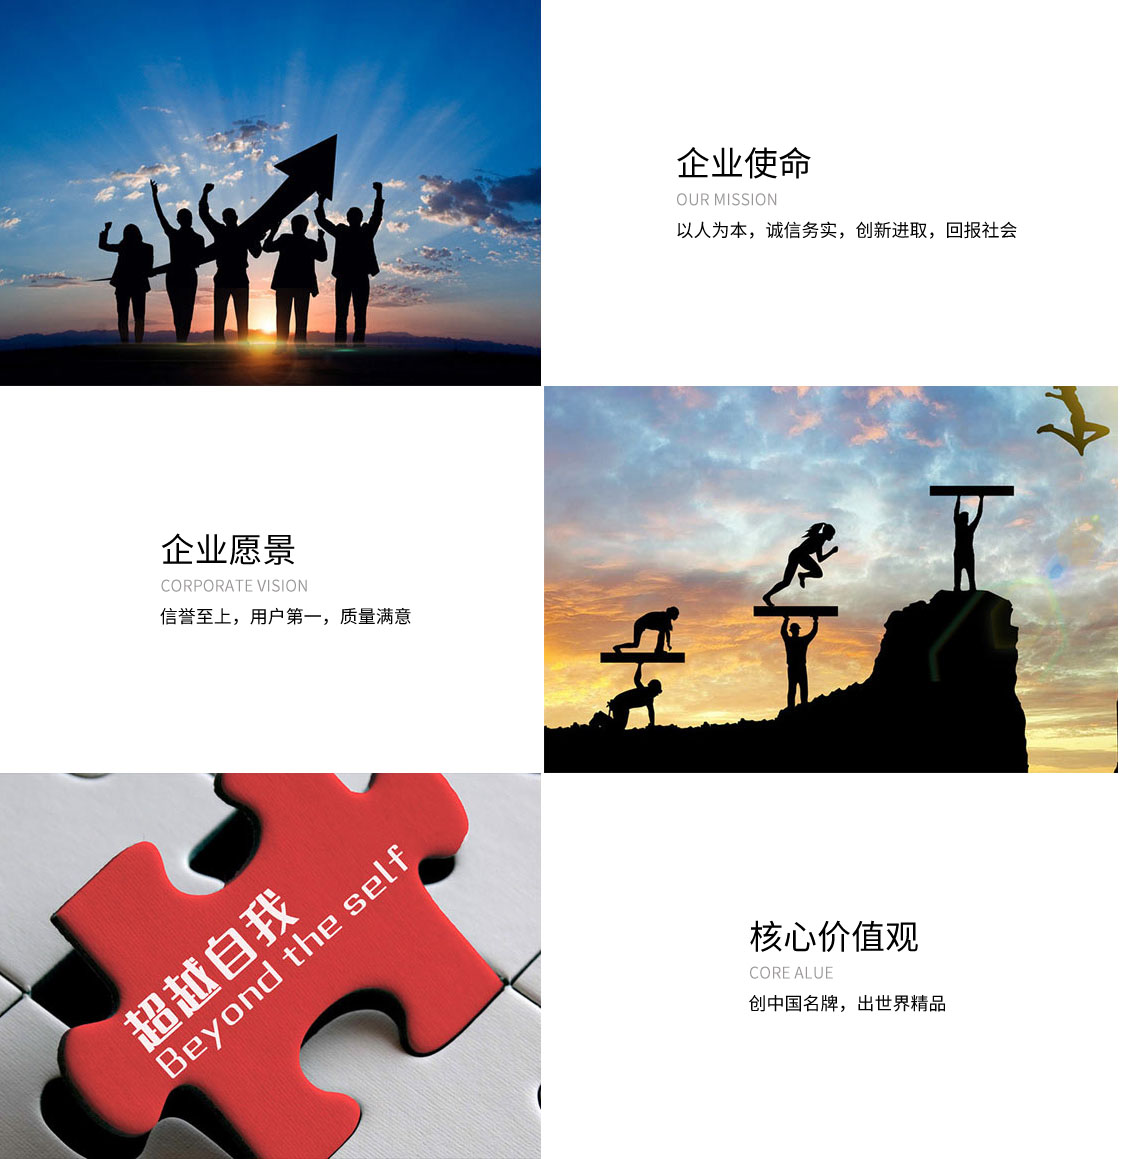 企业使命
OUR MISSION
以人为本，诚信务实，创新进取，回报社会
企业愿景
CORPORATE VISION
信誉至上，用户第一，质量满意
超越自我
Beyond the self
核心价值观
CORE ALUE
创中国名牌，出世界精品